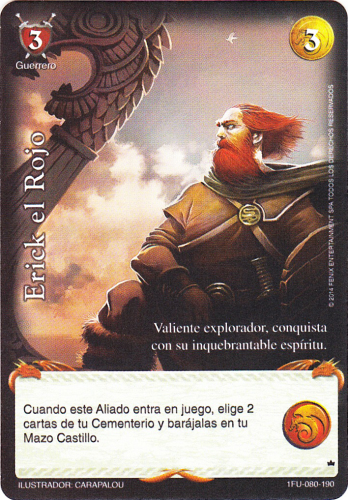 3
3
Guerrero
Erick el Rojo
© 2014 FENIX ENTERTAINMENT SPA. TODOS LOS DERECHOS RESERVADOS
Valiente explorador, conquista
con su inquebrantable espíritu.
Cuando este Aliado entra en juego, elige 2
cartas de tu Cementerio y barájalas en tu
Mazo Castillo.
ILUSTRADOR: CARAPALOU
1FU-080-190